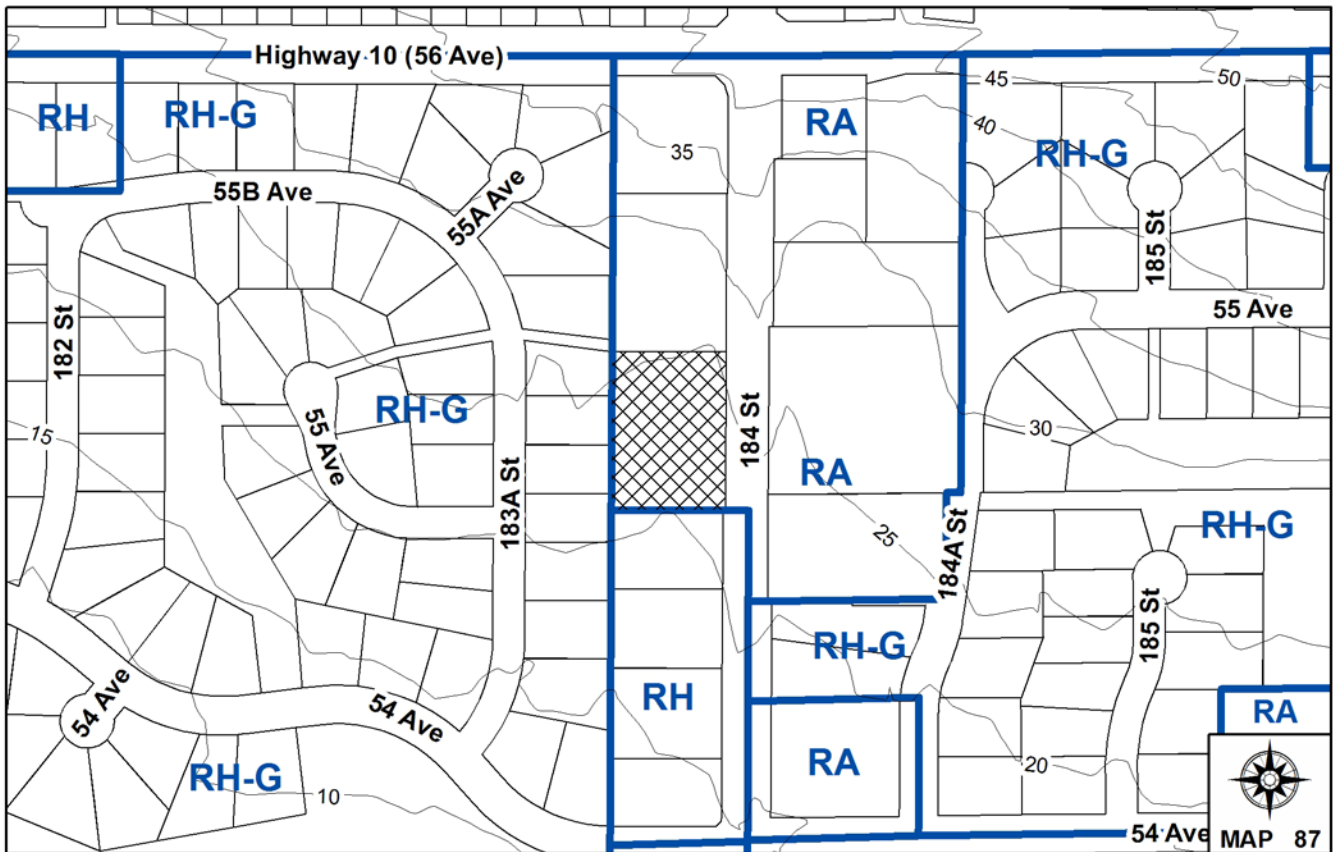 Highway 10 (56 Ave)
45
50
RH
RH-G
RA
40
35
RH-G
55B Ave
55A Ave
185 St
182 St
55 Ave
RH-G
184 St
15
55 Ave
30
183A St
RA
25
184A St
RH-G
185 St
RH-G
RH
54 Ave
54 Ave
RA
RA
20
RH-G
10
54 Ave
MAP 87